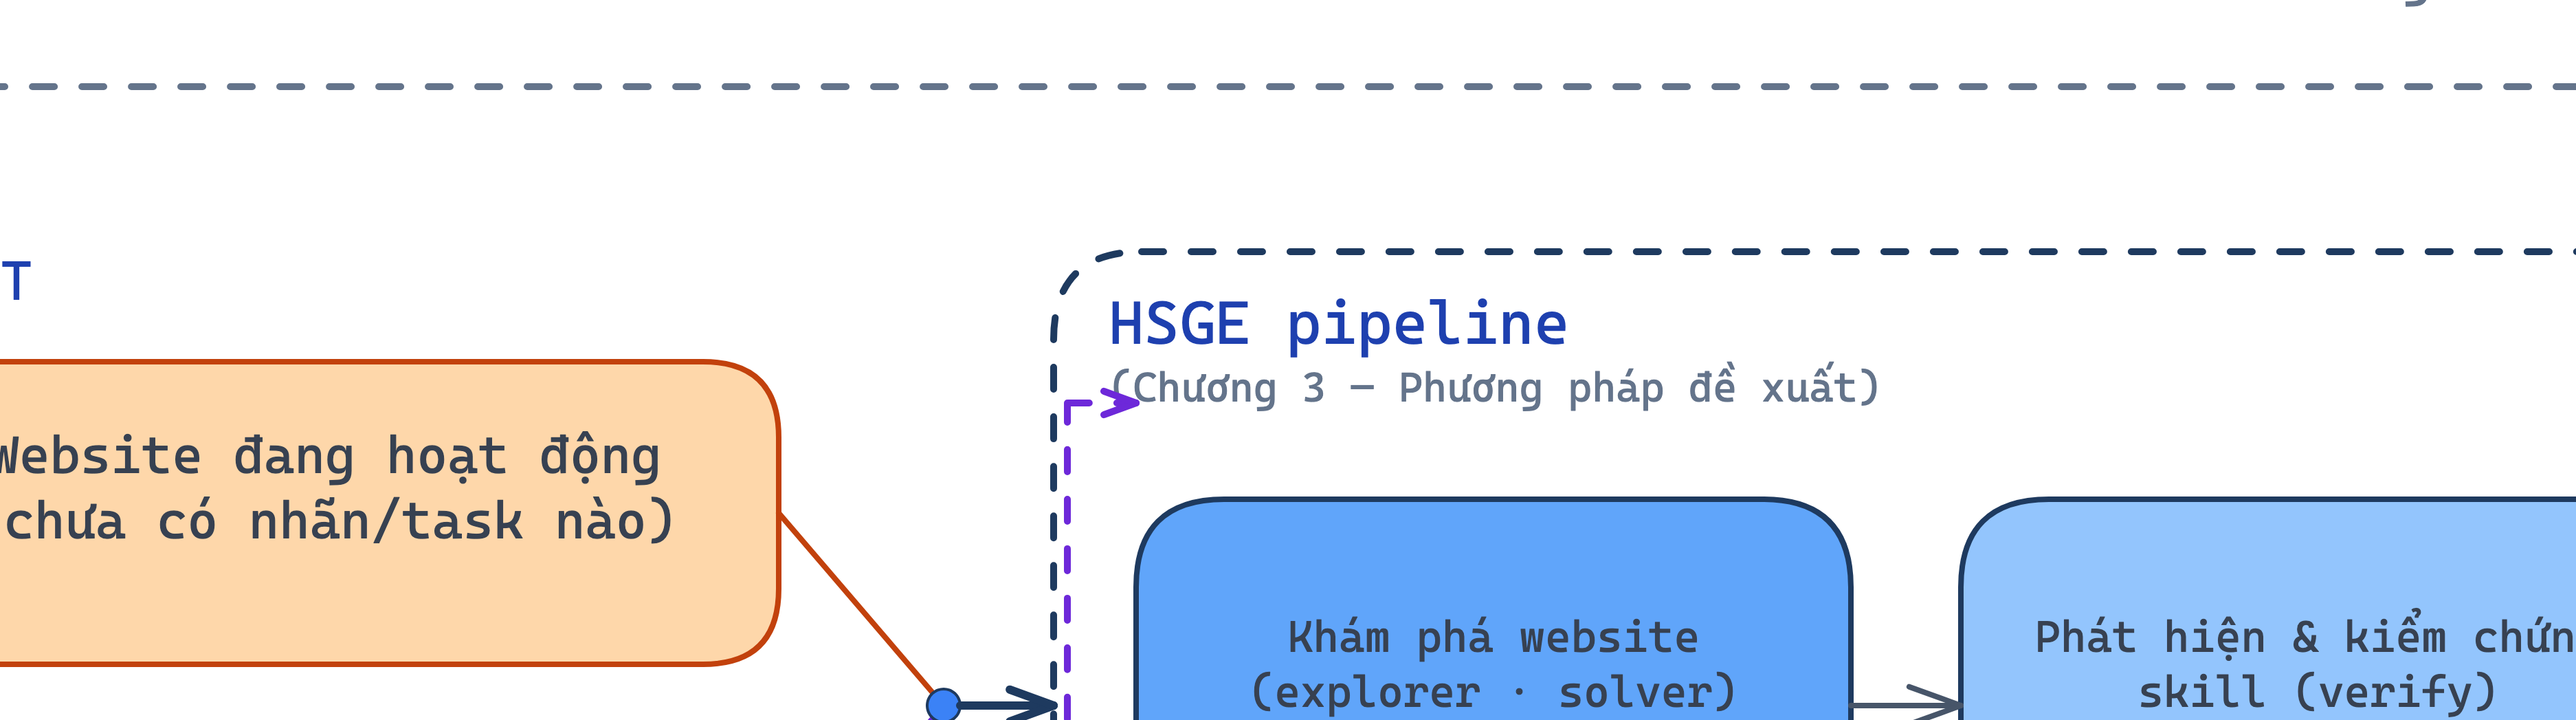 T
HSGE pipeline
(Chương 3 — Phương pháp đề xuất)
Website đang hoạt động
chưa có nhãn/task nào)
Khám phá website
(explorer · solver)
Phát hiện & kiểm chứn
skill (verify)